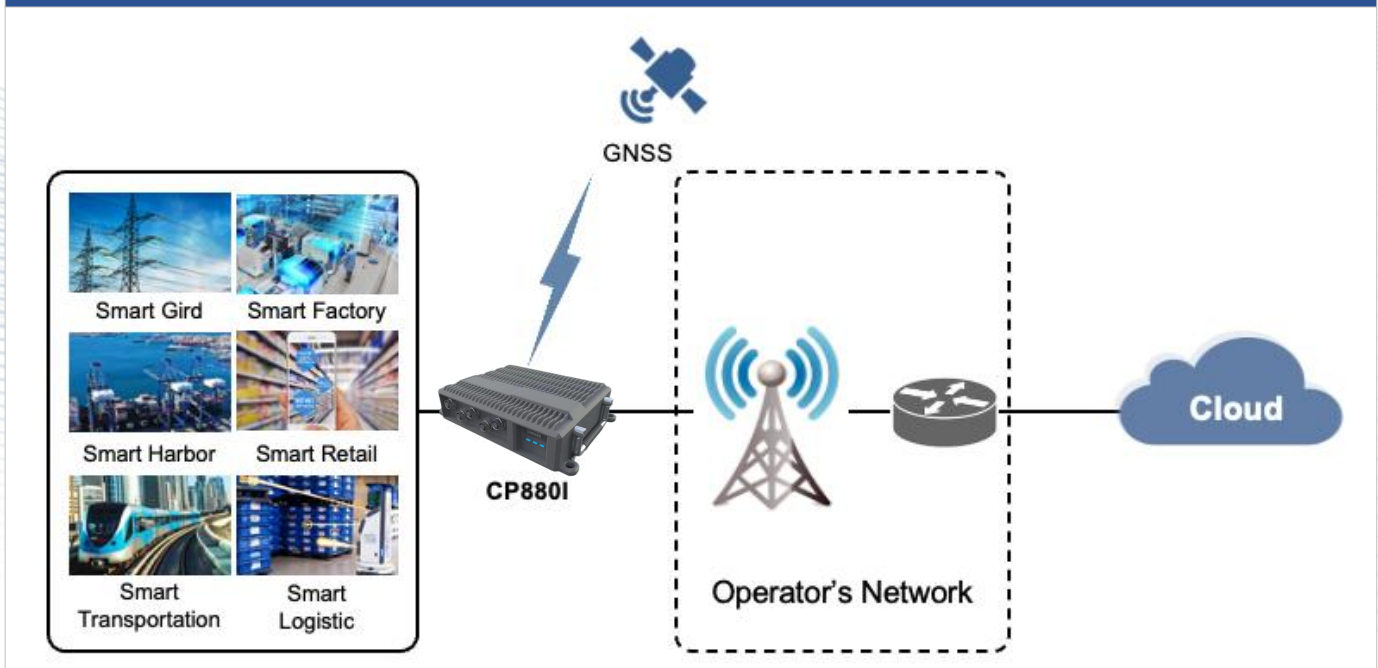 GNSS
Smart Gird
Smart Factory
Smart Harbor
Smart Retail
Smart
Transportation
Smart
Logistic
CP880I
Operator's Network
Cloud